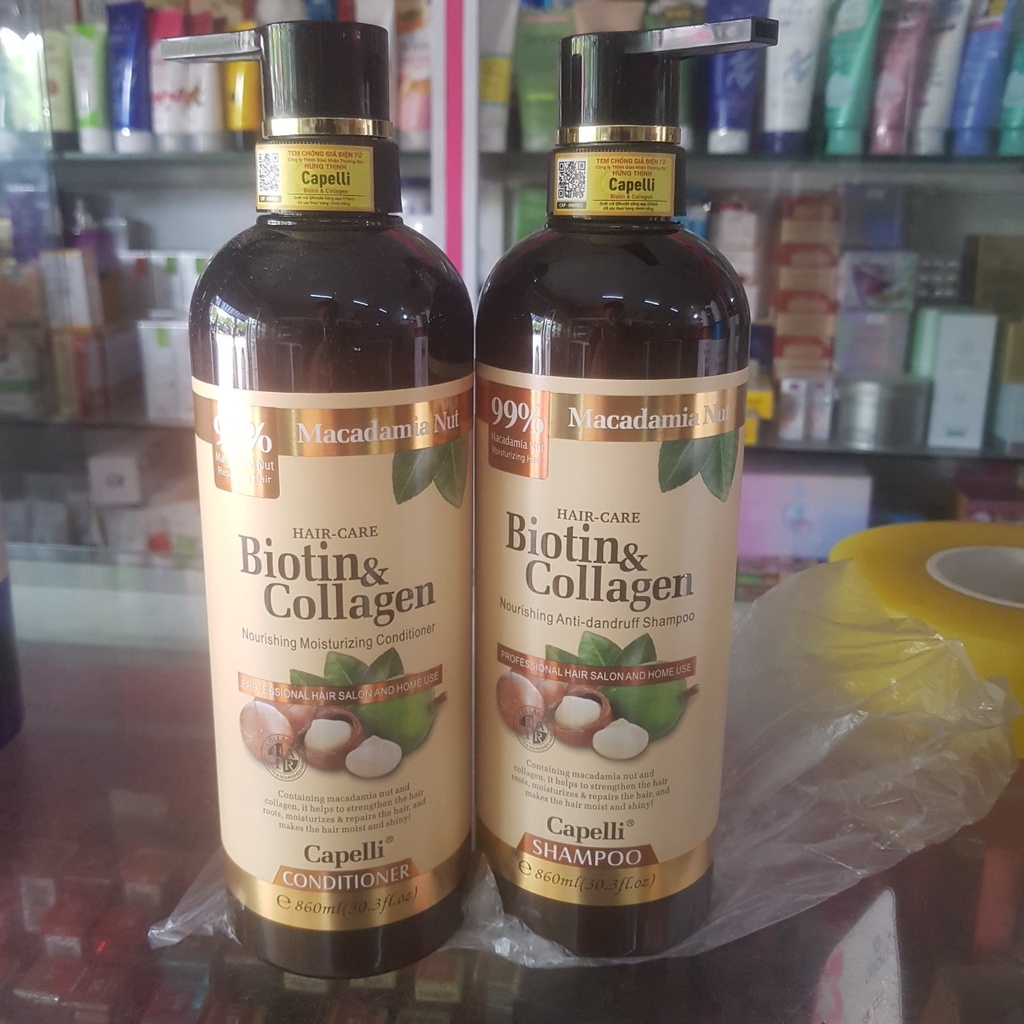 TEM CHỐNG GIẢ ĐIỆN TỬ
HƯNG THỊNH
Capelli
Biotin & Collagen
Macadamia Nut
HAIR-CARE
Biotin&
Collagen
Nourishing Moisturizing Conditioner
PROFESSIONAL HAIR SALON AND HOME USE
Containing macadamia nut and
collagen, it helps to strengthen the hair
roots, moisturizes & repairs the hair, and
makes the hair moist and shiny!
Capelli®
CONDITIONER
℮ 860ml(30.3fl.oz)
TEM CHỐNG GIẢ ĐIỆN TỬ
HƯNG THỊNH
Capelli
Biotin & Collagen
99%
Macadamia Nut
Moisturizing
Macadamia Nut
HAIR-CARE
Biotin&
Collagen
Nourishing Anti-dandruff Shampoo
PROFESSIONAL HAIR SALON AND HOME USE
Containing macadamia nut and
collagen, it helps to strengthen the hair
roots, moisturizes & repairs the hair, and
makes the hair moist and shiny!
Capelli®
SHAMPOO
℮ 860ml(30.3fl.oz)